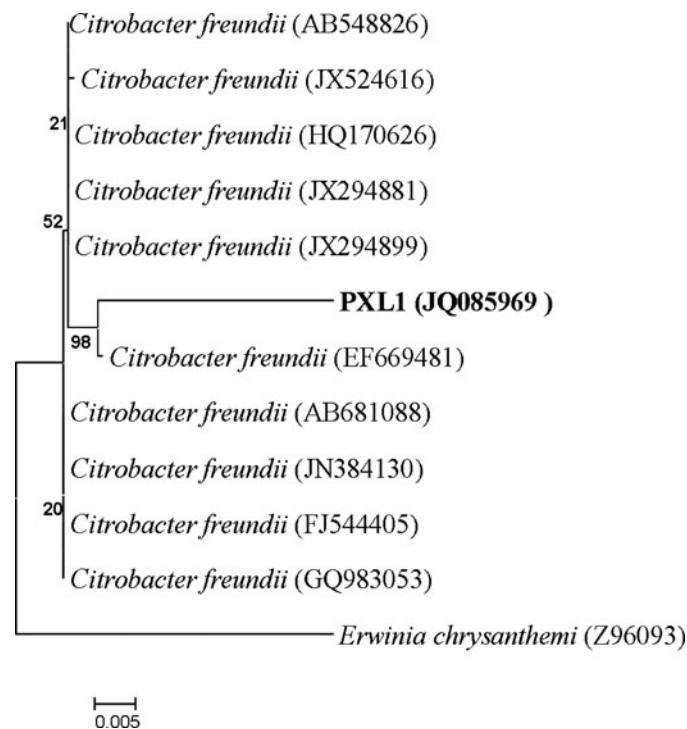 Citrobacter freundii (AB548826)
Citrobacter freundii (JX524616)
21
Citrobacter freundii (HQ170626)
Citrobacter freundii (JX294881)
52
Citrobacter freundii (JX294899)
PXL1 (JQ085969 )
98
Citrobacter freundii (EF669481)
Citrobacter freundii (AB681088)
Citrobacter freundii (JN384130)
20
Citrobacter freundii (FJ544405)
Citrobacter freundii (GQ983053)
Erwinia chrysanthemi (Z96093)
0.005